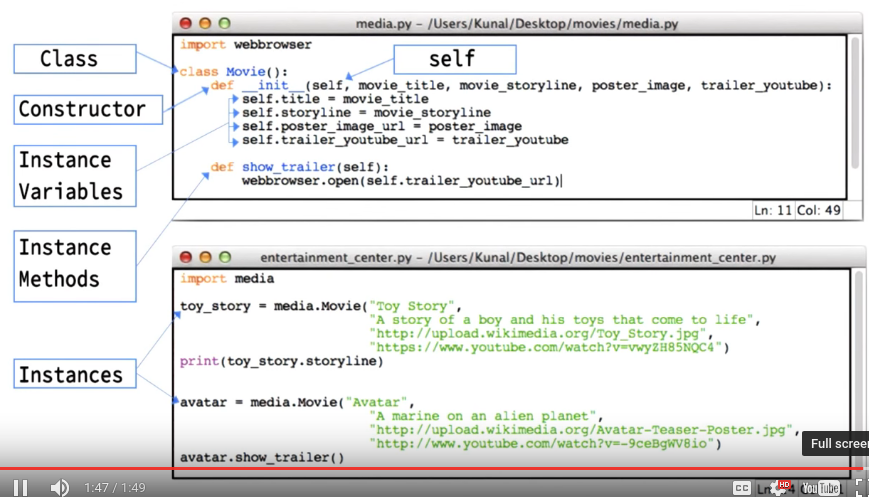 media.py – /Users/Kunal/Desktop/movies/media.py
Class
Constructor
Instance
Variables
Instance
Methods
Instances
self
import webbrowser
class Movie():
def __init__(self, movie_title, movie_storyline, poster_image, trailer_youtube):
self.title = movie_title
self.storyline = movie_storyline
self.poster_image_url = poster_image
self.trailer_youtube_url = trailer_youtube
def show_trailer(self):
webbrowser.open(self.trailer_youtube_url)
Ln: 11 Col: 49
entertainment_center.py – /Users/Kunal/Desktop/movies/entertainment_center.py
import media
toy_story = media.Movie("Toy Story",
"A story of a boy and his toys that come to life",
"http://upload.wikimedia.org/Toy_Story.jpg",
"https://www.youtube.com/watch?v=vwyZH85NQC4")
print(toy_story.storyline)
avatar = media.Movie("Avatar",
"A marine on an alien planet",
"http://upload.wikimedia.org/Avatar-Teaser-Poster.jpg",
"http://www.youtube.com/watch?v=-9ceBgWV8io")
avatar.show_trailer()
Full screen
1:47 / 1:49
CC
HD
YouTube